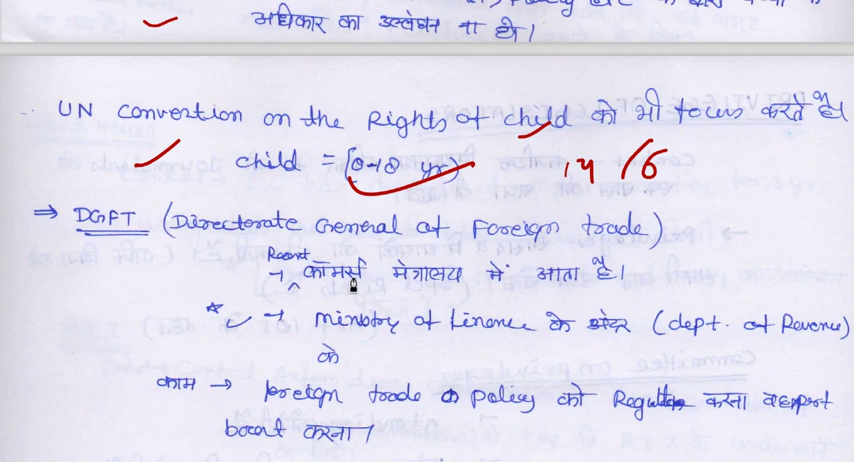 अधिकार का उल्लंघन ना हो।
UN Convention on the Rights of child को भी focus करते हैं
child = (0-18 yr) 14 / 6
⇒ DGFT (Directorate General of Foreign trade)
→ कॉमर्स मंत्रालय में आता है।
→ ministry of finance के अंदर (dept. of Revenue)
के
काम → foreign trade policy को करना व export
boost करना।